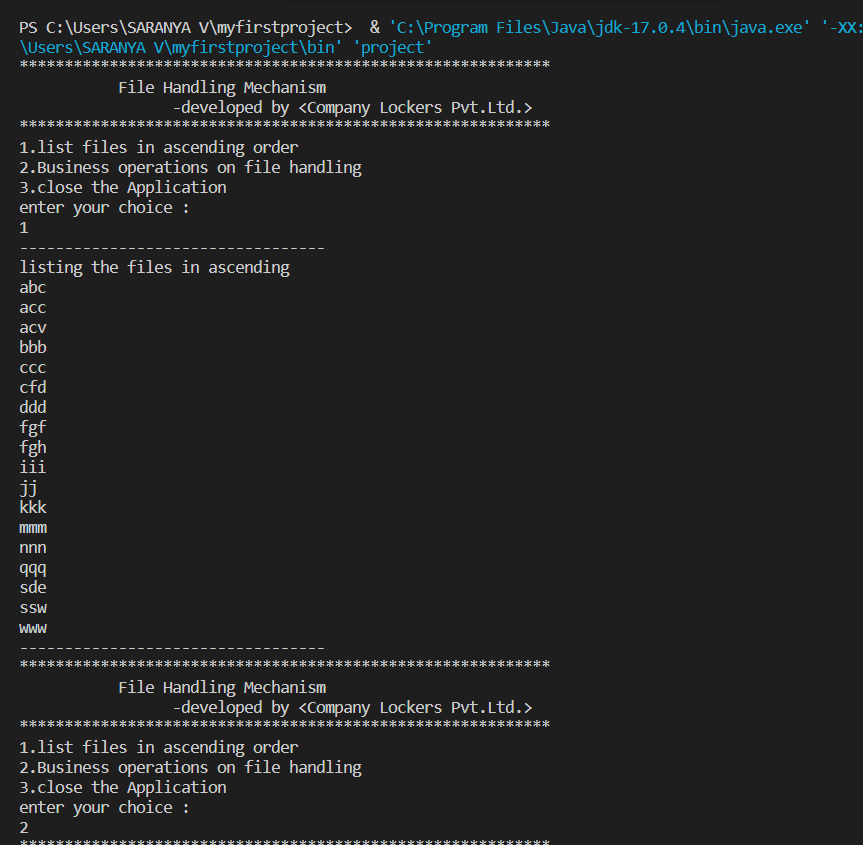 PS C:\Users\SARANYA V\myfirstproject>  & 'C:\Program Files\Java\jdk-17.0.4\bin\java.exe' '-XX:
\Users\SARANYA V\myfirstproject\bin' 'project'
***********************************************************
           File Handling Mechanism
                 -developed by <Company Lockers Pvt.Ltd.>
***********************************************************
1.list files in ascending order
2.Business operations on file handling
3.close the Application
enter your choice :
1
----------------------------------
listing the files in ascending
abc
acc
acv
bbb
ccc
cfd
ddd
fgf
fgh
iii
jj
kkk
mmm
nnn
qqq
sde
ssw
www
----------------------------------
***********************************************************
           File Handling Mechanism
                 -developed by <Company Lockers Pvt.Ltd.>
***********************************************************
1.list files in ascending order
2.Business operations on file handling
3.close the Application
enter your choice :
2
***********************************************************